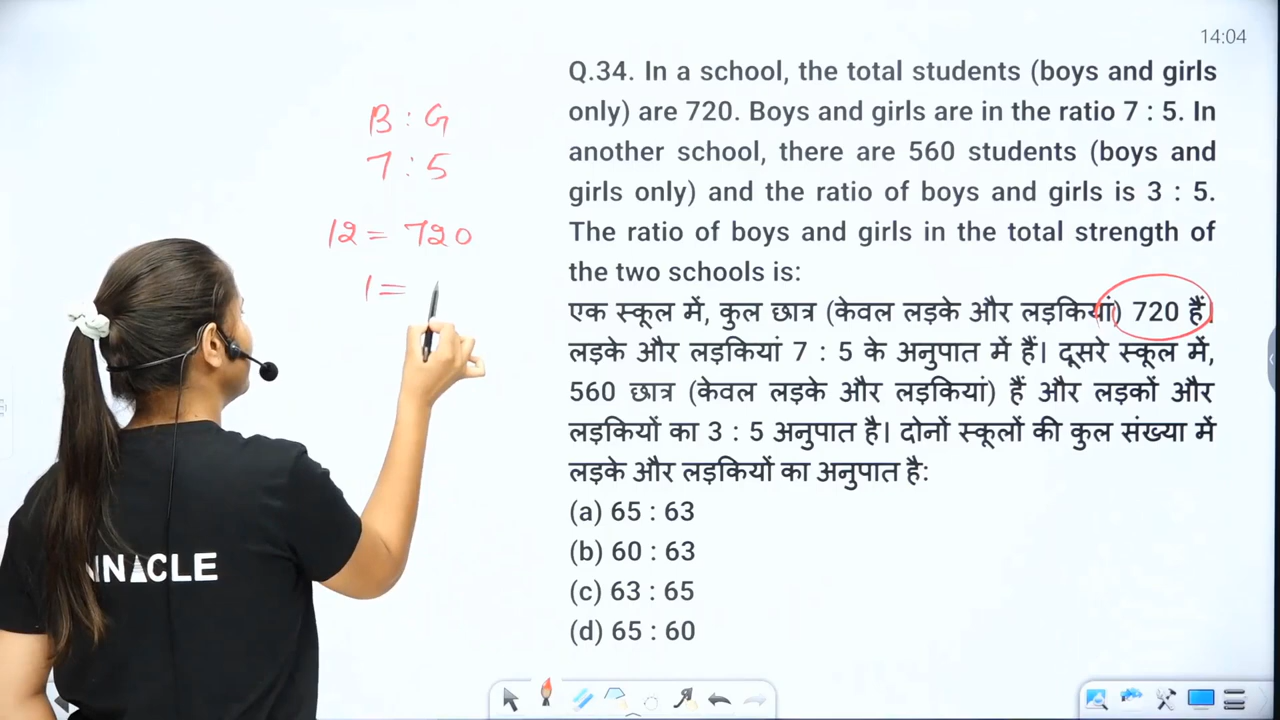 14:04
B : G
7 : 5
12 = 720
1 =
Q.34. In a school, the total students (boys and girls
only) are 720. Boys and girls are in the ratio 7 : 5. In
another school, there are 560 students (boys and
girls only) and the ratio of boys and girls is 3 : 5.
The ratio of boys and girls in the total strength of
the two schools is:
एक स्कूल में, कुल छात्र (केवल लड़के और लड़कियां) 720 हैं।
लड़के और लड़कियां 7 : 5 के अनुपात में हैं। दूसरे स्कूल में,
560 छात्र (केवल लड़के और लड़कियां) हैं और लड़कों और
लड़कियों का 3 : 5 अनुपात है। दोनों स्कूलों की कुल संख्या में
लड़के और लड़कियों का अनुपात है:
(a) 65 : 63
(b) 60 : 63
(c) 63 : 65
(d) 65 : 60
NNACLE